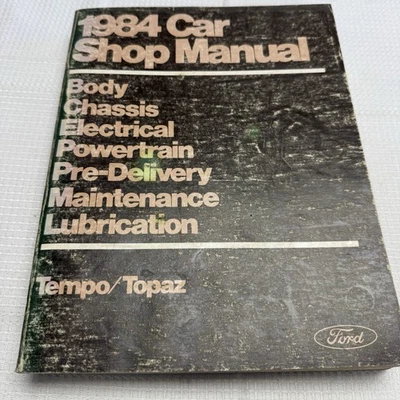 1984 Car
Shop Manual
Body
Chassis
Electrical
Powertrain
Pre-Delivery
Maintenance
Lubrication
Tempo/Topaz
Ford